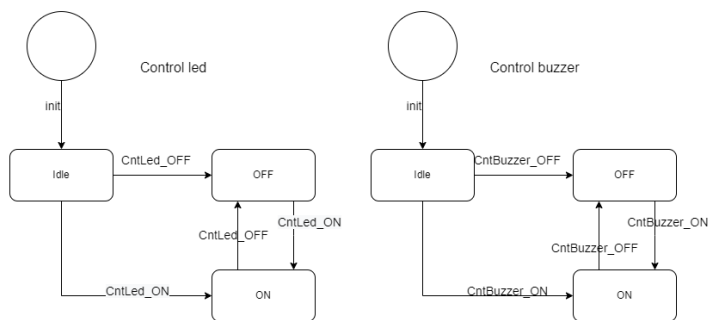 Control led
Control buzzer
init
init
CntLed_OFF
CntBuzzer_OFF
Idle
OFF
Idle
OFF
CntLed_ON
CntBuzzer_ON
CntLed_OFF
CntBuzzer_OFF
CntLed_ON
ON
CntBuzzer_ON
ON